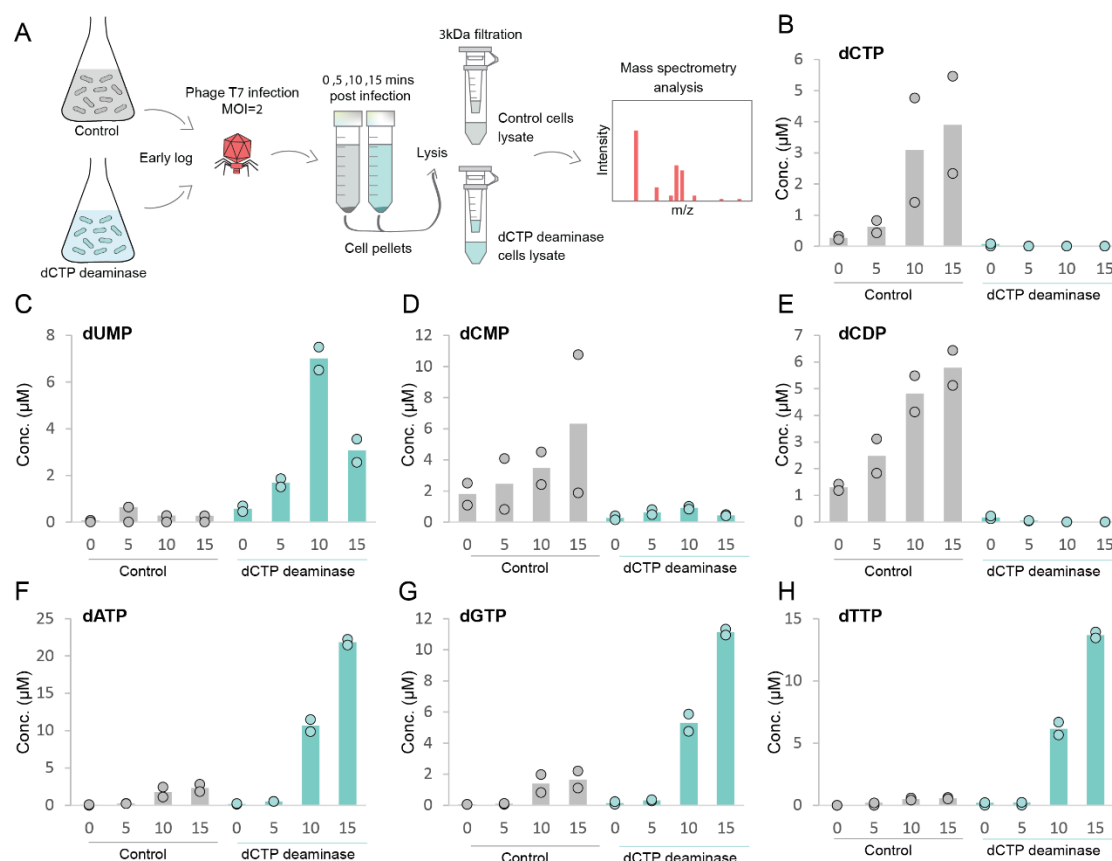 A
Control
Early log
dCTP deaminase
Phage T7 infection
MOI=2
0 ,5 ,10 ,15 mins
post infection
Cell pellets
Lysis
3kDa filtration
Control cells
lysate
dCTP deaminase
cells lysate
Mass spectrometry
analysis
Intensity
m/z
B
dCTP
Conc. (µM)
6
5
4
3
2
1
0
0 5 10 15 0 5 10 15
Control dCTP deaminase
C
dUMP
Conc. (µM)
8
6
4
2
0
0 5 10 15 0 5 10 15
Control dCTP deaminase
D
dCMP
Conc. (µM)
12
10
8
6
4
2
0
0 5 10 15 0 5 10 15
Control dCTP deaminase
E
dCDP
Conc. (µM)
7
6
5
4
3
2
1
0
0 5 10 15 0 5 10 15
Control dCTP deaminase
F
dATP
Conc. (µM)
25
20
15
10
5
0
0 5 10 15 0 5 10 15
Control dCTP deaminase
G
dGTP
Conc. (µM)
12
10
8
6
4
2
0
0 5 10 15 0 5 10 15
Control dCTP deaminase
H
dTTP
Conc. (µM)
15
10
5
0
0 5 10 15 0 5 10 15
Control dCTP deaminase